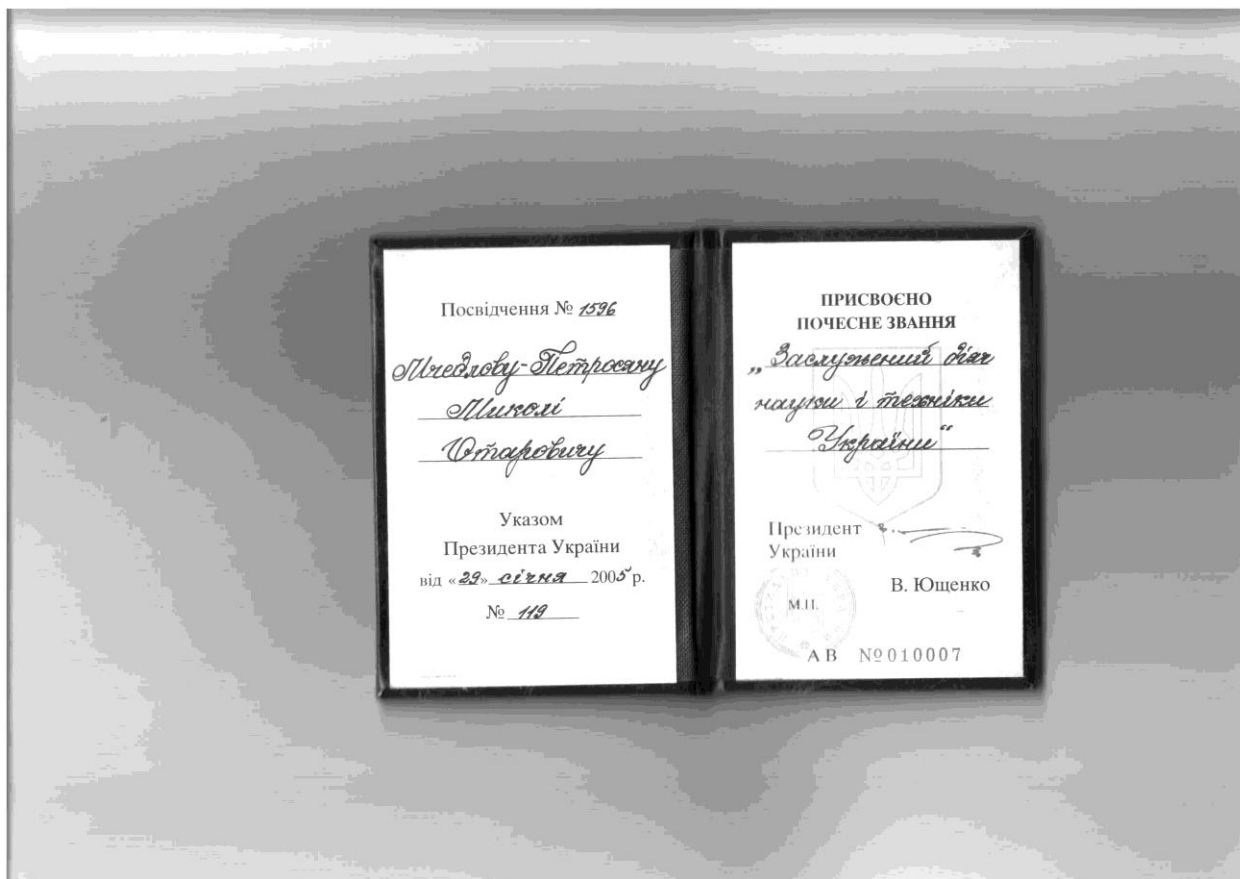 Посвідчення № 1596
Мчедлову-Петросяну
Миколі
Отаровичу
Указом
Президента України
від «29» січня 2005 р.
№ 119
ПРИСВОЄНО
ПОЧЕСНЕ ЗВАННЯ
„Заслужений діяч
науки і техніки
України“
Президент
України
В. Ющенко
М.П.
А В №010007